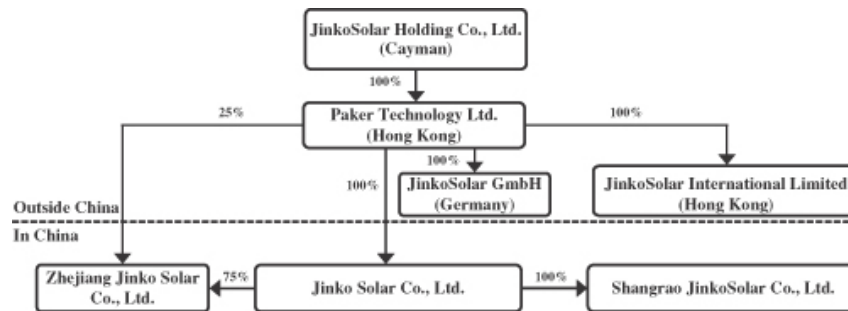 JinkoSolar Holding Co., Ltd.
(Cayman)
100%
25%
Paker Technology Ltd.
(Hong Kong)
100%
100%
100%
JinkoSolar GmbH
(Germany)
JinkoSolar International Limited
(Hong Kong)
Outside China
In China
Zhejiang Jinko Solar
Co., Ltd.
75%
Jinko Solar Co., Ltd.
100%
Shangrao JinkoSolar Co., Ltd.